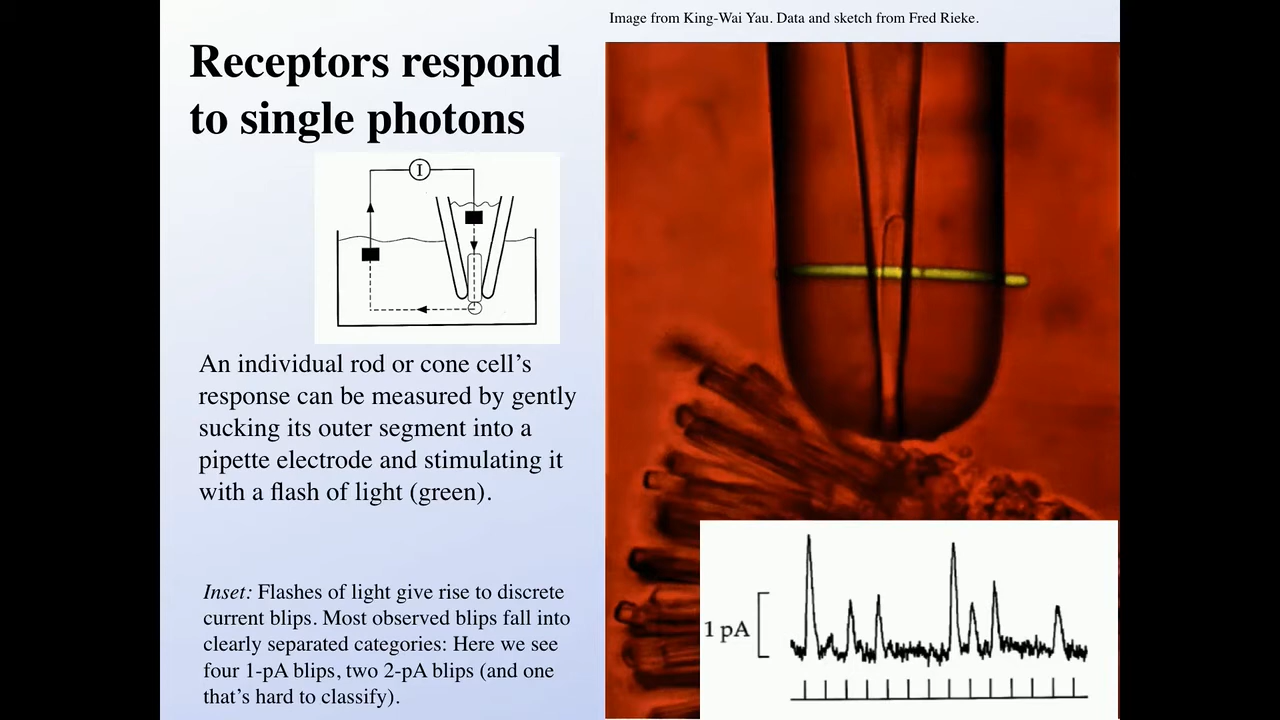 Image from King-Wai Yau. Data and sketch from Fred Rieke.
Receptors respond
to single photons
I
An individual rod or cone cell’s
response can be measured by gently
sucking its outer segment into a
pipette electrode and stimulating it
with a flash of light (green).
Inset: Flashes of light give rise to discrete
current blips. Most observed blips fall into
clearly separated categories: Here we see
four 1-pA blips, two 2-pA blips (and one
that’s hard to classify).
1 pA